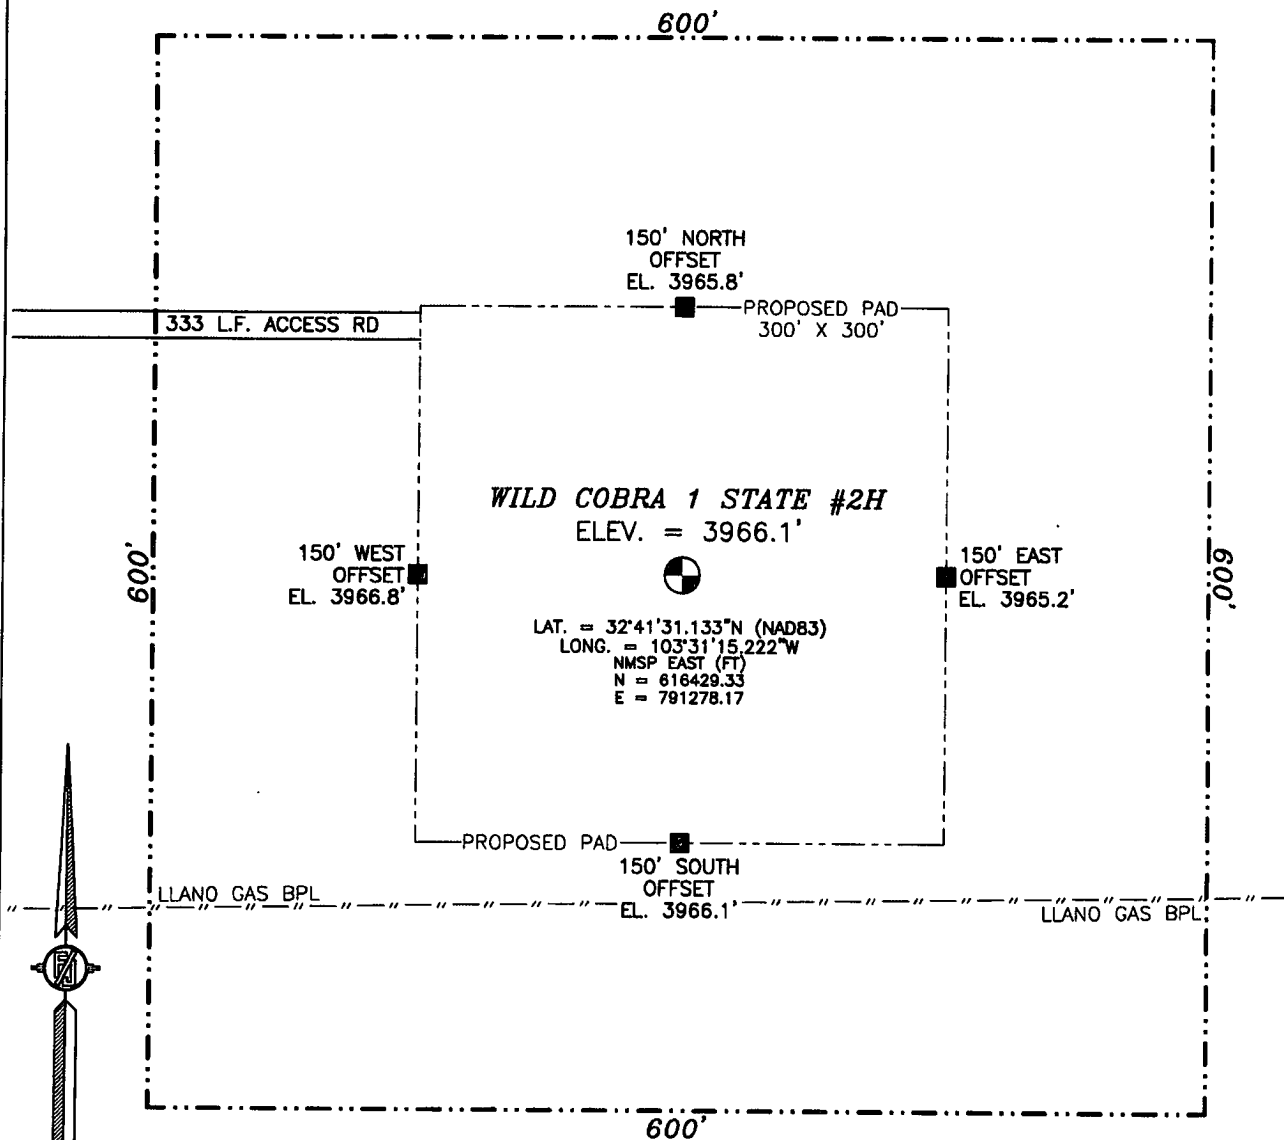 600'
150' NORTH
OFFSET
EL. 3965.8'
PROPOSED PAD
300' X 300'
333 L.F. ACCESS RD
WILD COBRA 1 STATE #2H
ELEV. = 3966.1'
600'
150' WEST
OFFSET
EL. 3966.8'
150' EAST
OFFSET
EL. 3965.2'
600'
LAT. = 32°41'31.133"N (NAD83)
LONG. = 103°31'15.222"W
NMSP EAST (FT)
N = 616429.33
E = 791278.17
PROPOSED PAD
150' SOUTH
OFFSET
EL. 3966.1'
LLANO GAS BPL
LLANO GAS BPL
600'